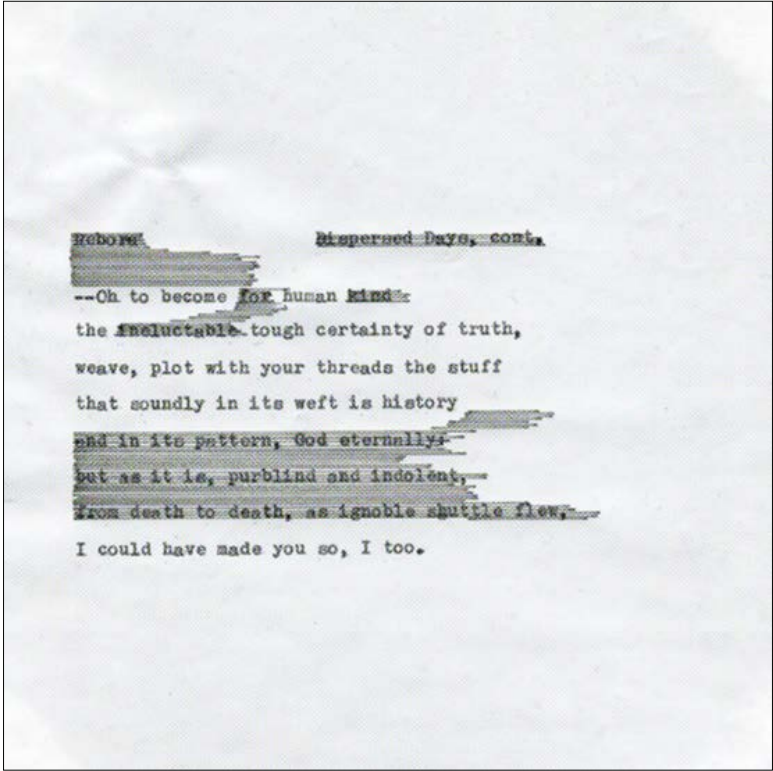 Reborn Dispersed Days, cont.
--Oh to become for human kind
the ineluctable tough certainty of truth,
weave, plot with your threads the stuff
that soundly in its weft is history
and in its pattern, God eternally;
but as it is, purblind and indolent,
from death to death, as ignoble shuttle flew,
I could have made you so, I too.